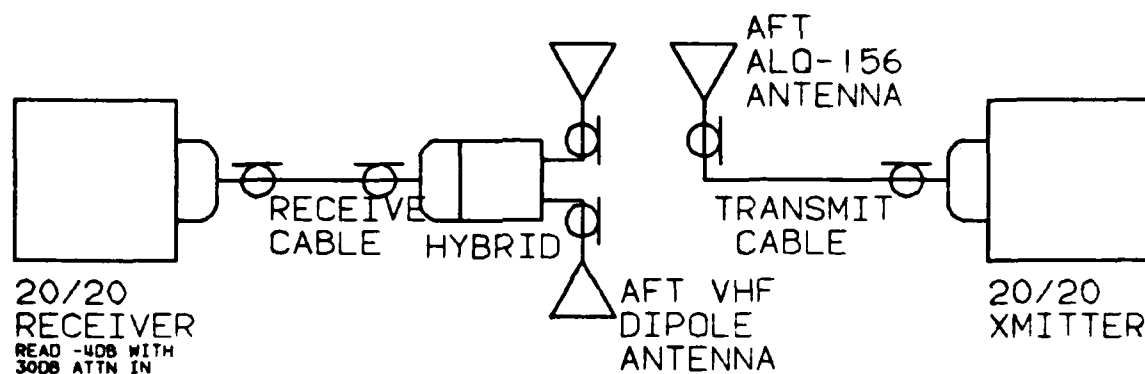 AFT
ALQ-156
ANTENNA
RECEIVE
CABLE
HYBRID
TRANSMIT
CABLE
20/20
RECEIVER
READ -40B WITH
30DB ATTN IN
AFT VHF
DIPOLE
ANTENNA
20/20
XMITTER